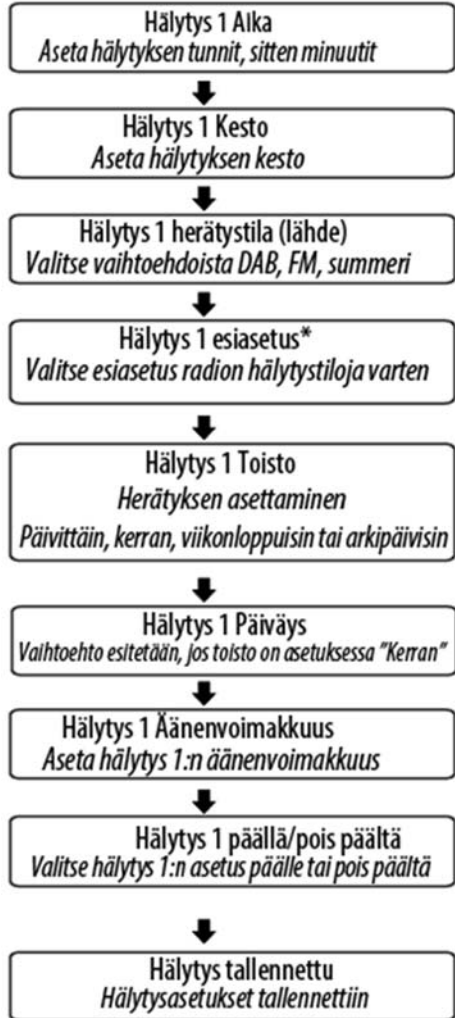 Hälytys 1 Aika
Aseta hälytyksen tunnit, sitten minuutit
Hälytys 1 Kesto
Aseta hälytyksen kesto
Hälytys 1 herätystila (lähde)
Valitse vaihtoehdoista DAB, FM, summeri
Hälytys 1 esiasetus*
Valitse esiasetus radion hälytystiloja varten
Hälytys 1 Toisto
Herätyksen asettaminen
Päivittäin, kerran, viikonloppuisin tai arkipäivisin
Hälytys 1 Päiväys
Vaihtoehto esitetään, jos toisto on asetuksessa "Kerran"
Hälytys 1 Äänenvoimakkuus
Aseta hälytys 1:n äänenvoimakkuus
Hälytys 1 päällä/pois päältä
Valitse hälytys 1:n asetus päälle tai pois päältä
Hälytys tallennettu
Hälytysasetukset tallennettiin